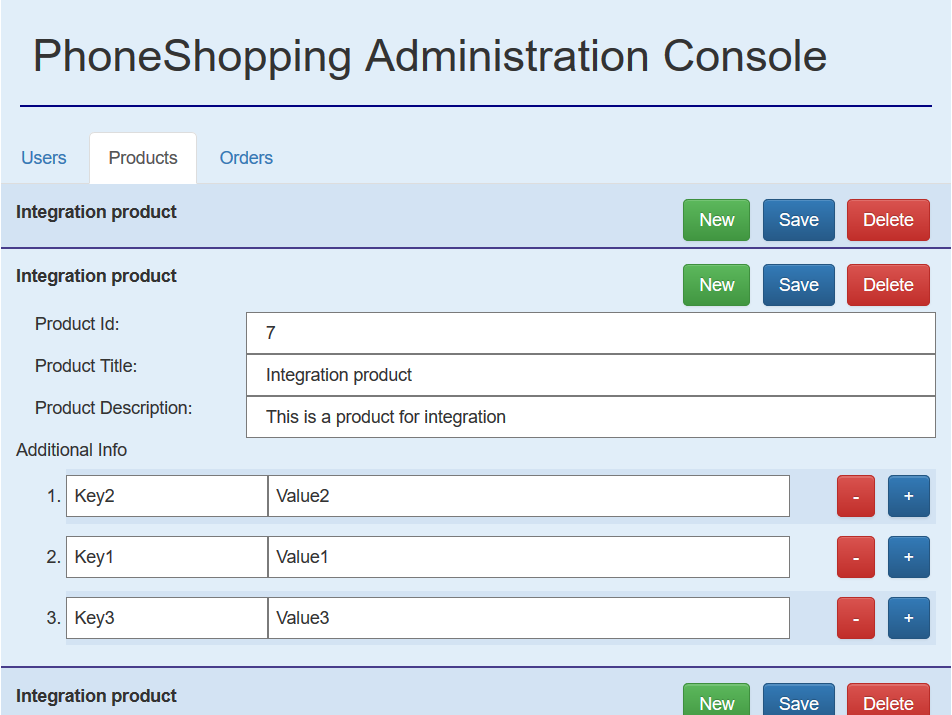 PhoneShopping Administration Console
Users Products Orders
Integration product New Save Delete
Integration product New Save Delete
Product Id: 7
Product Title: Integration product
Product Description: This is a product for integration
Additional Info
1. Key2 Value2 - +
2. Key1 Value1 - +
3. Key3 Value3 - +
Integration product New Save Delete